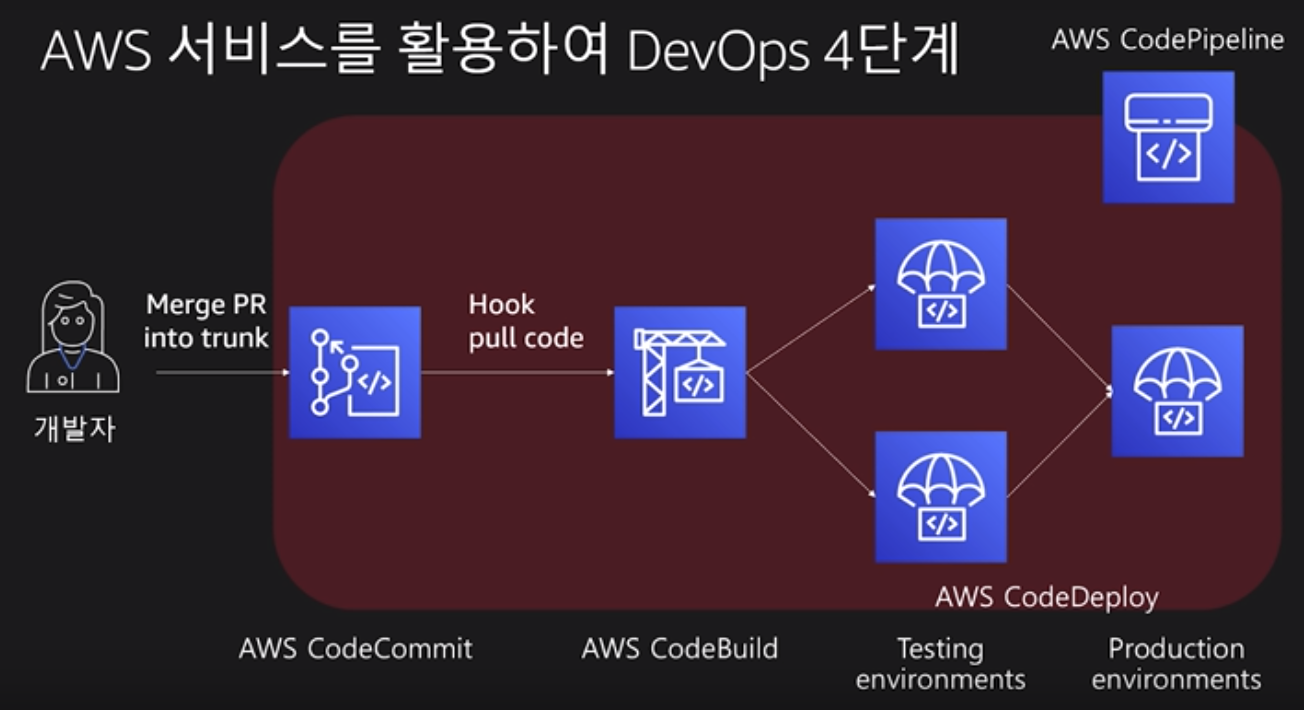 AWS 서비스를 활용하여 DevOps 4단계
AWS CodePipeline
Merge PR
into trunk
Hook
pull code
</>
</>
</>
</>
</>
</>
개발자
AWS CodeDeploy
AWS CodeCommit
AWS CodeBuild
Testing
environments
Production
environments